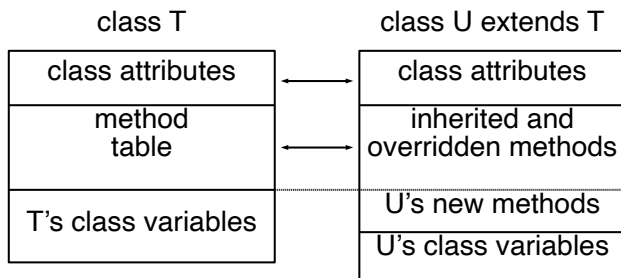 class T
class attributes
method
table
T's class variables
class U extends T
class attributes
inherited and
overridden methods
U's new methods
U's class variables